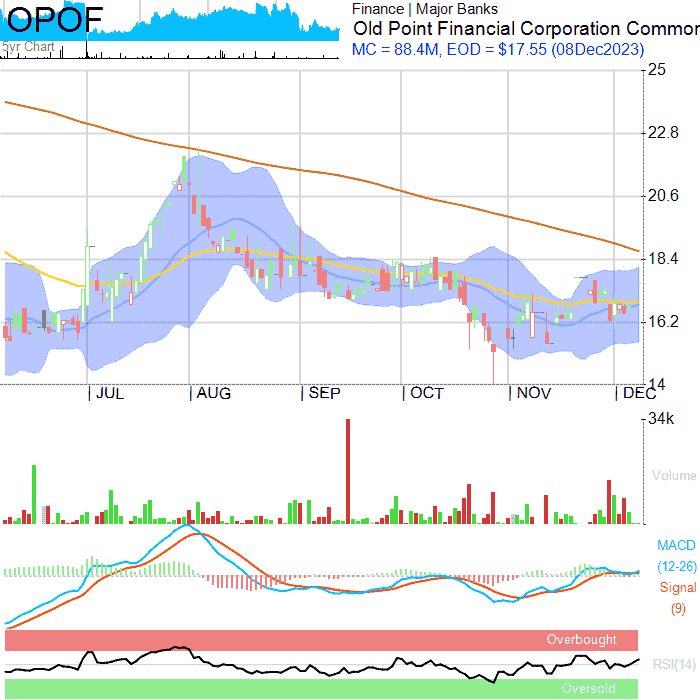 OPOF
5yr Chart
Finance | Major Banks
Old Point Financial Corporation Common
MC = 88.4M, EOD = $17.55 (08Dec2023)
25
22.8
20.6
18.4
16.2
14
JUL AUG SEP OCT NOV DEC
34k
Volume
MACD
(12-26)
Signal
(9)
Overbought
RSI(14)
Oversold